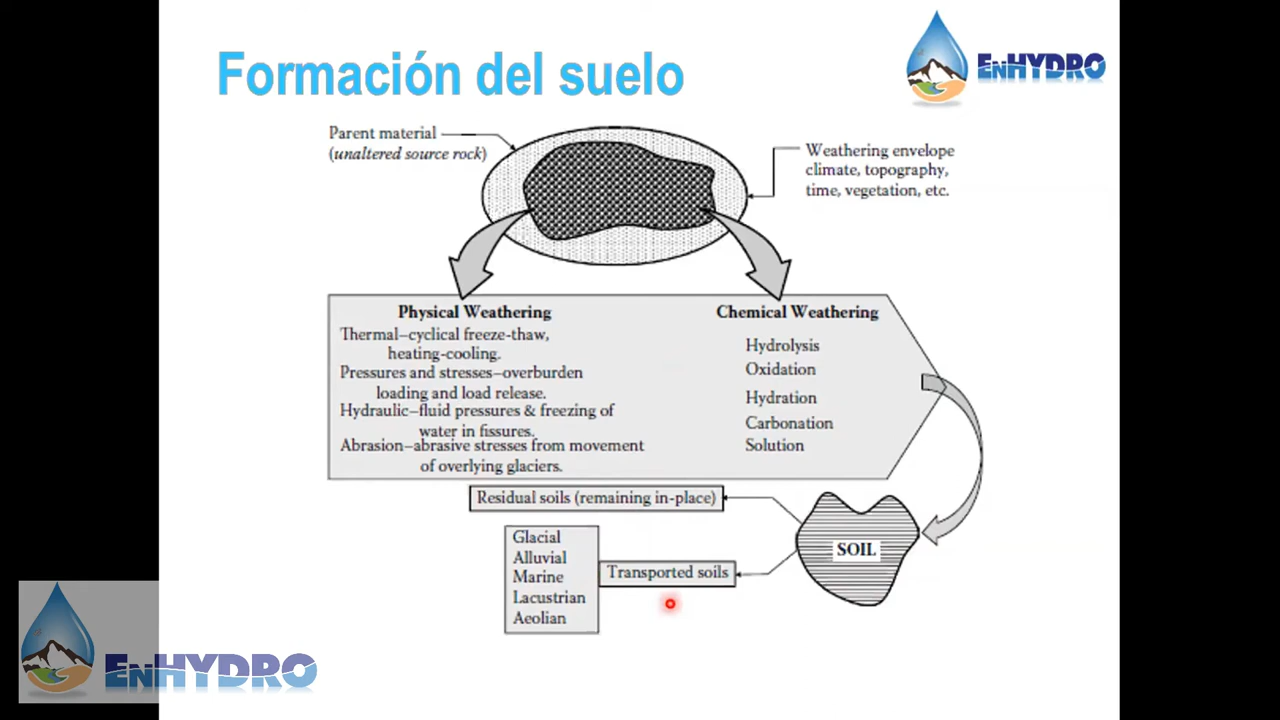 Formación del suelo
ENHYDRO
Parent material
(unaltered source rock)
Weathering envelope
climate, topography,
time, vegetation, etc.
Physical Weathering
Thermal–cyclical freeze-thaw,
heating-cooling.
Pressures and stresses–overburden
loading and load release.
Hydraulic–fluid pressures & freezing of
water in fissures.
Abrasion–abrasive stresses from movement
of overlying glaciers.
Chemical Weathering
Hydrolysis
Oxidation
Hydration
Carbonation
Solution
Residual soils (remaining in-place)
SOIL
Transported soils
Glacial
Alluvial
Marine
Lacustrian
Aeolian
ENHYDRO